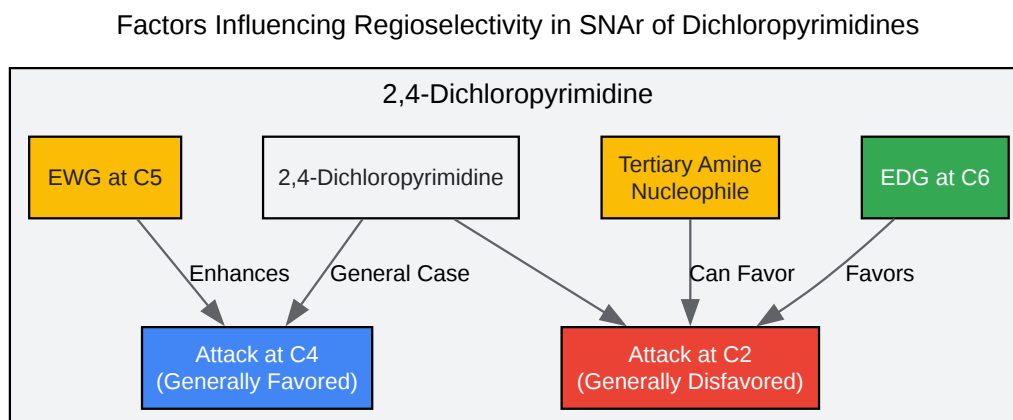 Factors Influencing Regioselectivity in SNAr of Dichloropyrimidines
2,4-Dichloropyrimidine
EWG at C5
2,4-Dichloropyrimidine
Tertiary Amine
Nucleophile
EDG at C6
Enhances
General Case
Can Favor
Favors
Attack at C4
(Generally Favored)
Attack at C2
(Generally Disfavored)